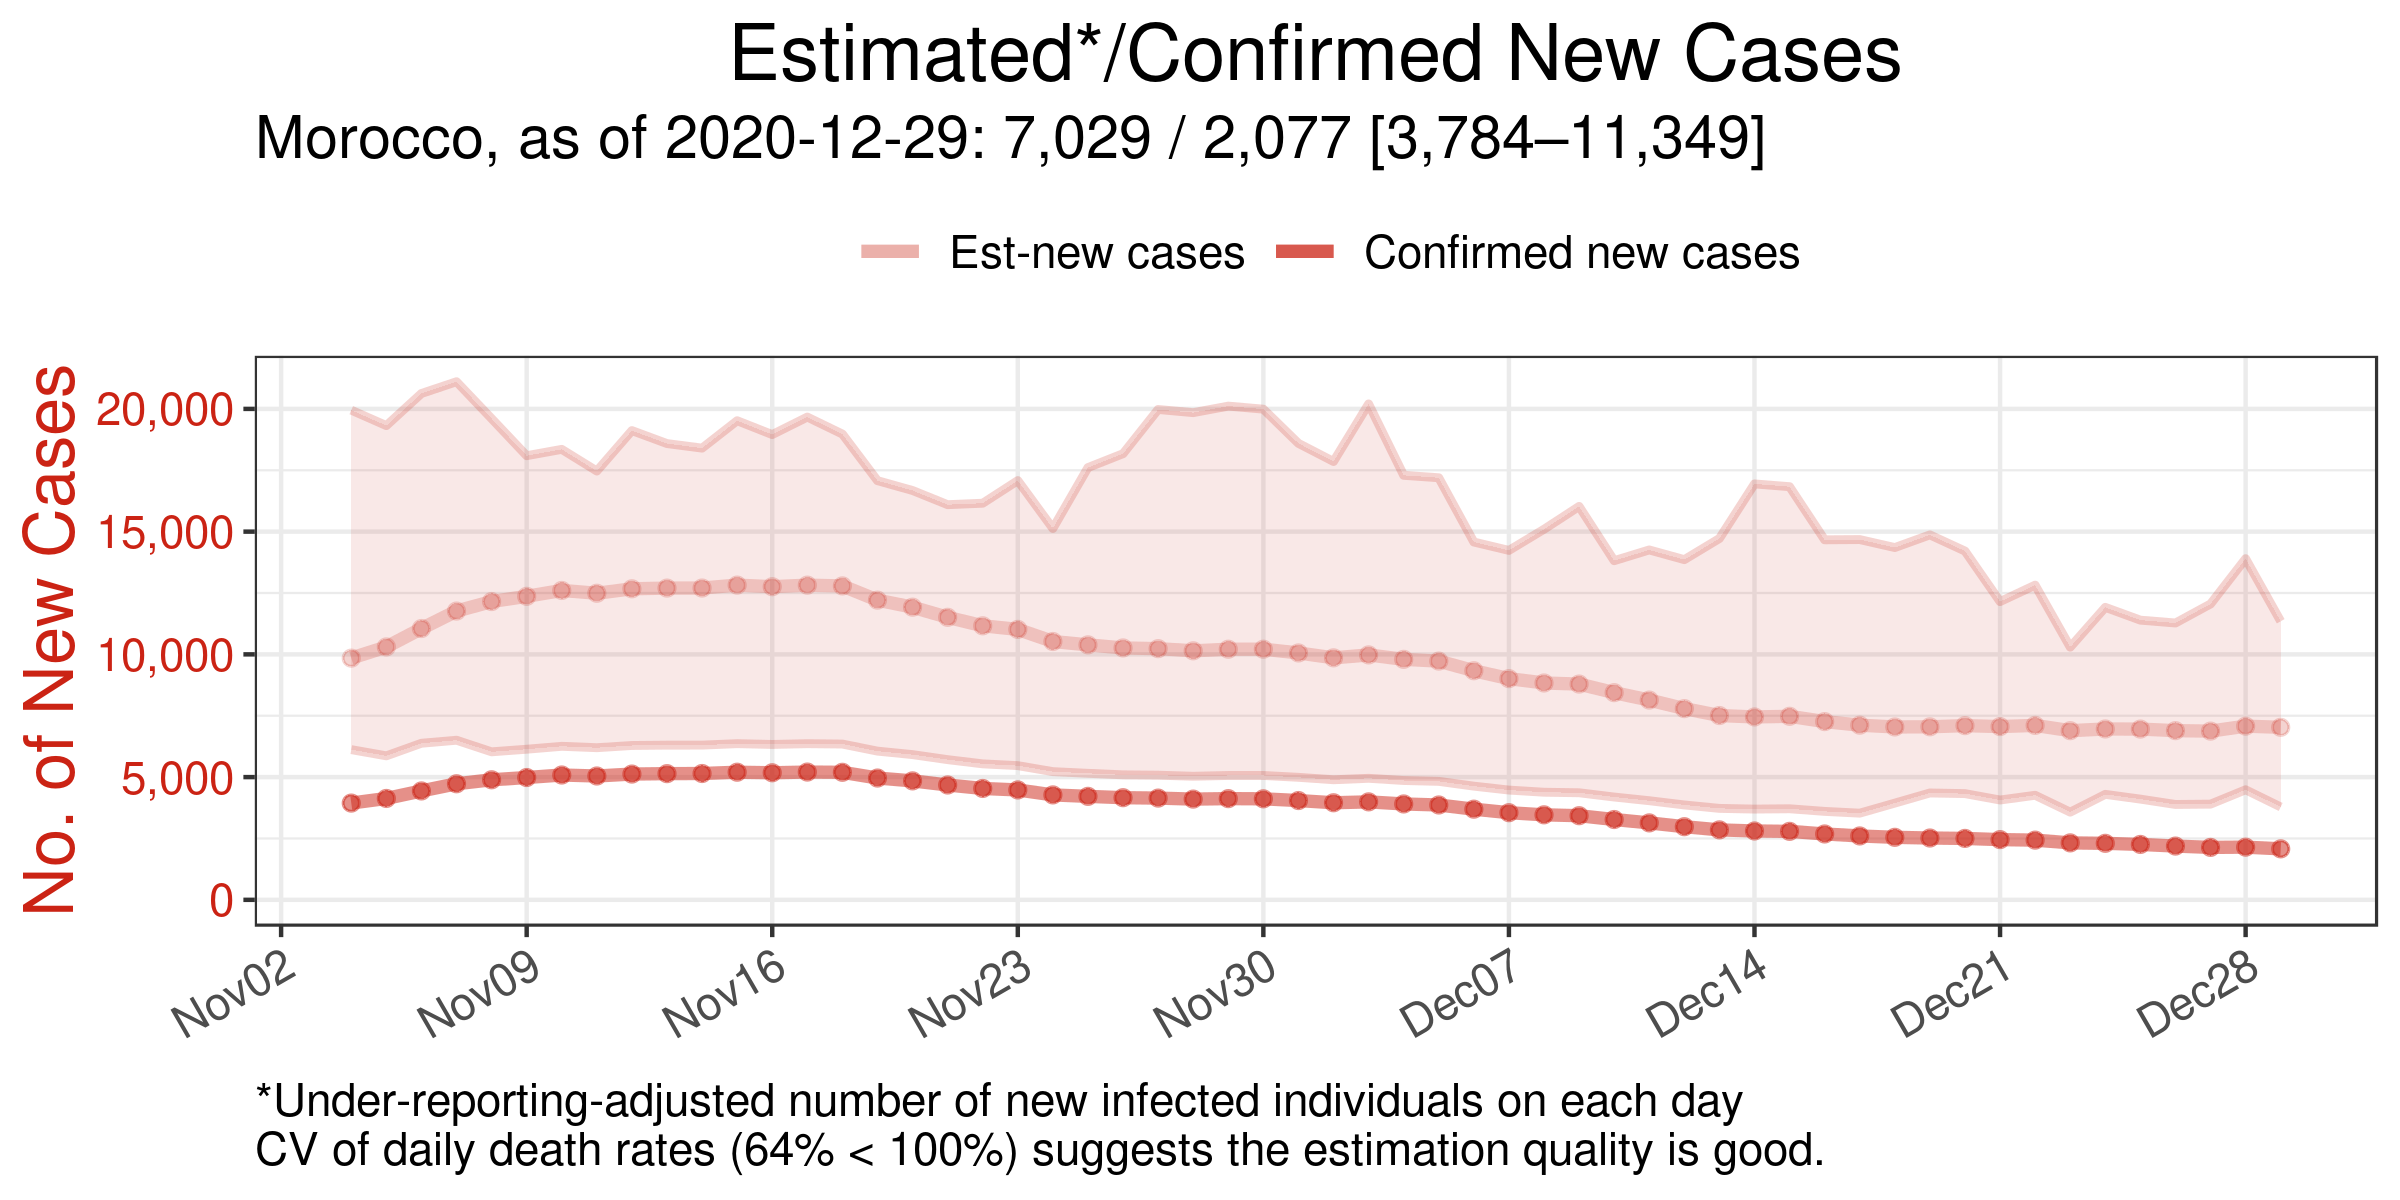 Estimated*/Confirmed New Cases
Morocco, as of 2020-12-29: 7,029 / 2,077 [3,784–11,349]
Est-new cases
Confirmed new cases
No. of New Cases
20,000
15,000
10,000
5,000
0
Nov02
Nov09
Nov16
Nov23
Nov30
Dec07
Dec14
Dec21
Dec28
*Under-reporting-adjusted number of new infected individuals on each day
CV of daily death rates (64% < 100%) suggests the estimation quality is good.